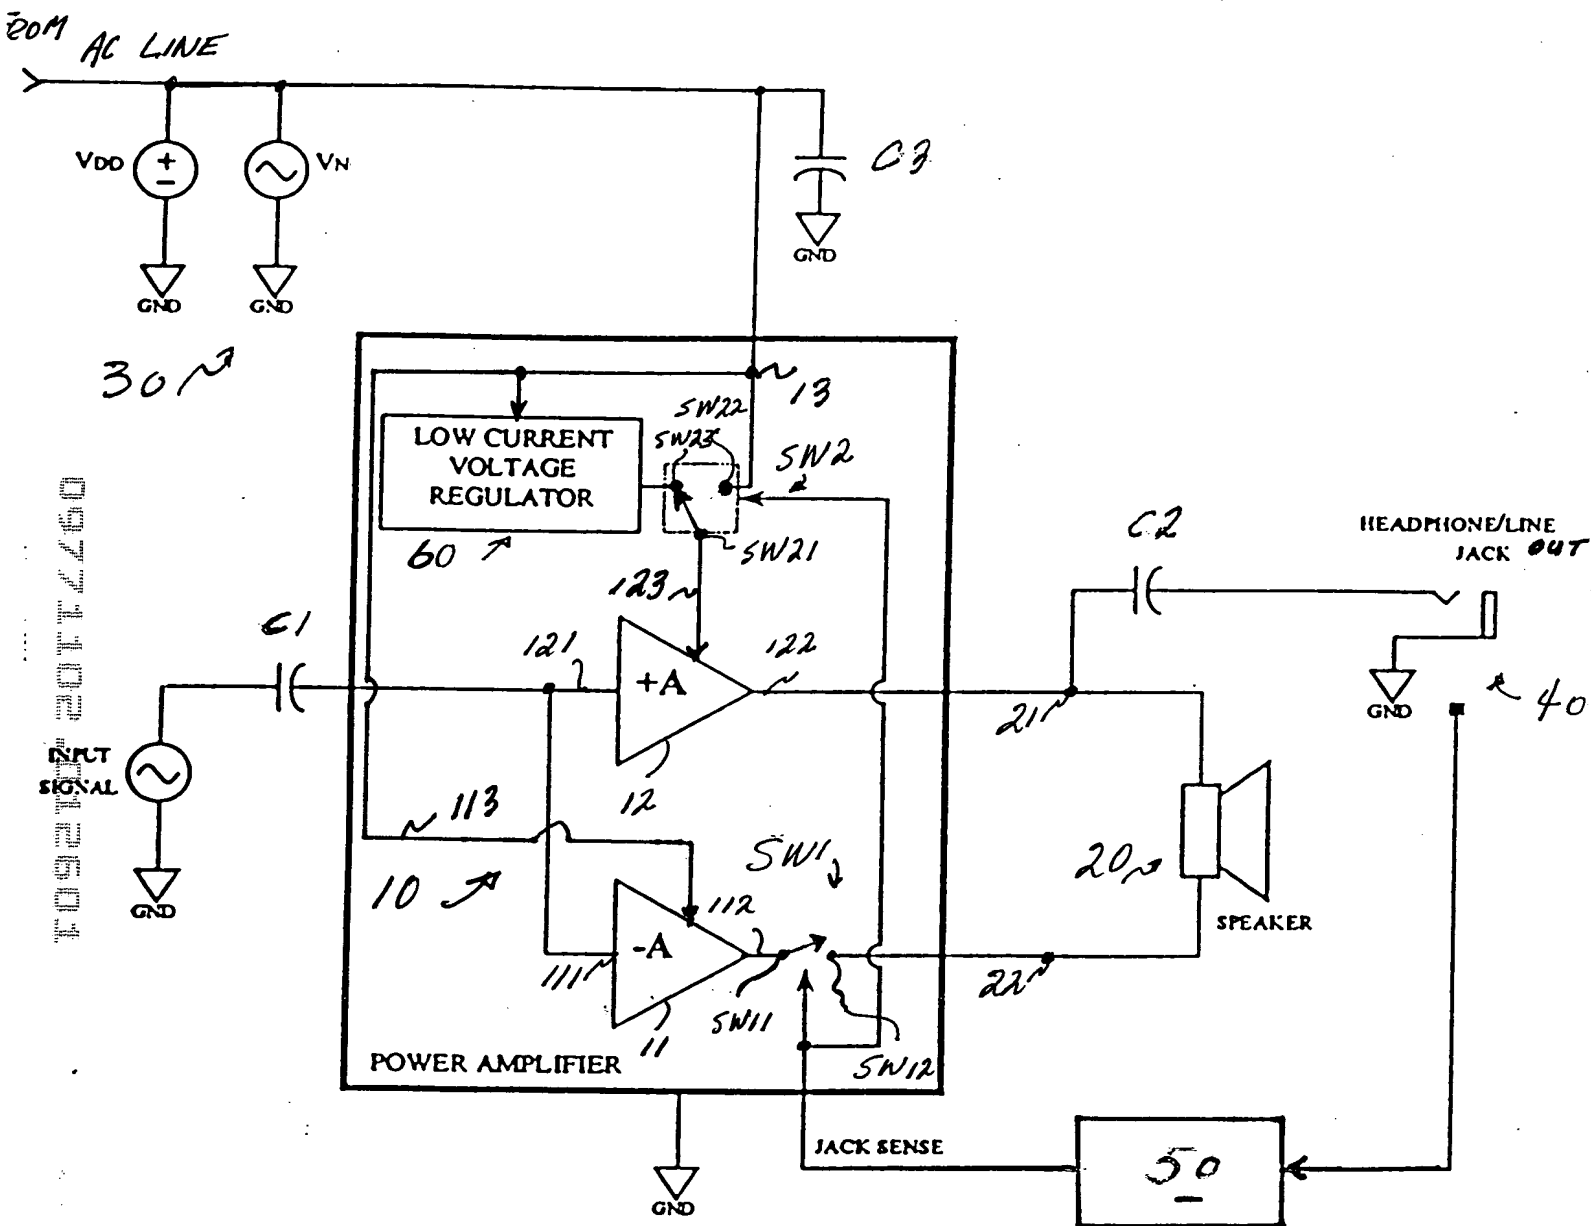 AC LINE
VDD
+
−
VN
C3
GND
GND
GND
30
13
SW22
LOW CURRENT
VOLTAGE
REGULATOR
SW23
SW2
60
SW21
C2
HEADPHONE/LINE
JACK OUT
123
C1
121
+A
122
21
GND
40
INPUT
SIGNAL
12
113
SW1
20
10
112
GND
SPEAKER
-A
111
22
SW11
11
SW12
POWER AMPLIFIER
JACK SENSE
50
GND